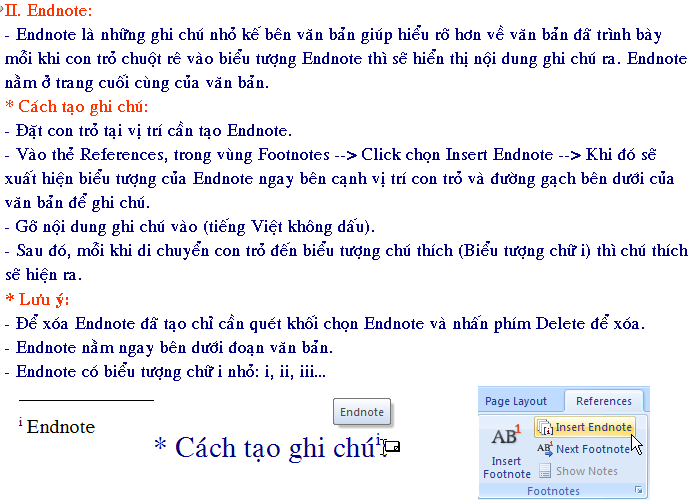 II. Endnote:
- Endnote là những ghi chú nhỏ kế bên văn bản giúp hiểu rõ hơn về văn bản đã trình bày
mỗi khi con trỏ chuột rê vào biểu tượng Endnote thì sẽ hiển thị nội dung ghi chú ra. Endnote
nằm ở trang cuối cùng của văn bản.
* Cách tạo ghi chú:
- Đặt con trỏ tại vị trí cần tạo Endnote.
- Vào thẻ References, trong vùng Footnotes --> Click chọn Insert Endnote --> Khi đó sẽ
xuất hiện biểu tượng của Endnote ngay bên cạnh vị trí con trỏ và đường gạch bên dưới của
văn bản để ghi chú.
- Gõ nội dung ghi chú vào (tiếng Việt không dấu).
- Sau đó, mỗi khi di chuyển con trỏ đến biểu tượng chú thích (Biểu tượng chữ i) thì chú thích
sẽ hiện ra.
* Lưu ý:
- Để xóa Endnote đã tạo chỉ cần quét khối chọn Endnote và nhấn phím Delete để xóa.
- Endnote nằm ngay bên dưới đoạn văn bản.
- Endnote có biểu tượng chữ i nhỏ: i, ii, iii...
i Endnote
Endnote
* Cách tạo ghi chú i
Page Layout References
AB1
Insert
Footnote
Insert Endnote
AB1 Next Footnote
Show Notes
Footnotes